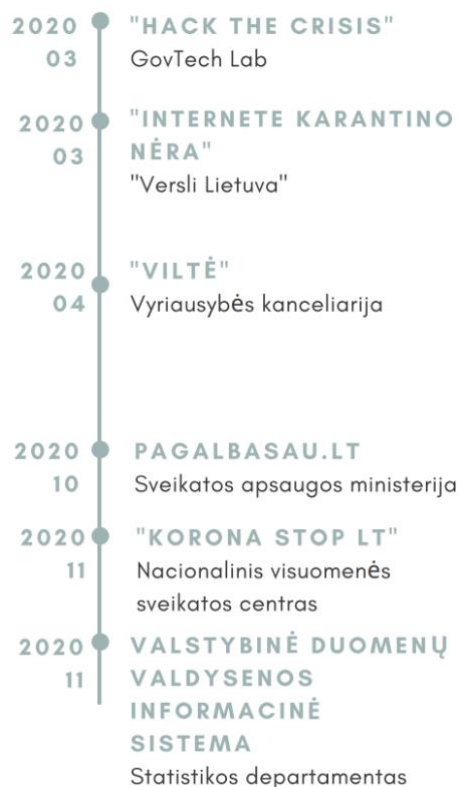 2020
03
"HACK THE CRISIS"
GovTech Lab
2020
03
"INTERNETE KARANTINO
NĖRA"
"Versli Lietuva"
2020
04
"VILTĖ"
Vyriausybės kanceliarija
2020
10
PAGALBASAU.LT
Sveikatos apsaugos ministerija
2020
11
"KORONA STOP LT"
Nacionalinis visuomenės
sveikatos centras
2020
11
VALSTYBINĖ DUOMENŲ
VALDYSENOS
INFORMACINĖ
SISTEMA
Statistikos departamentas